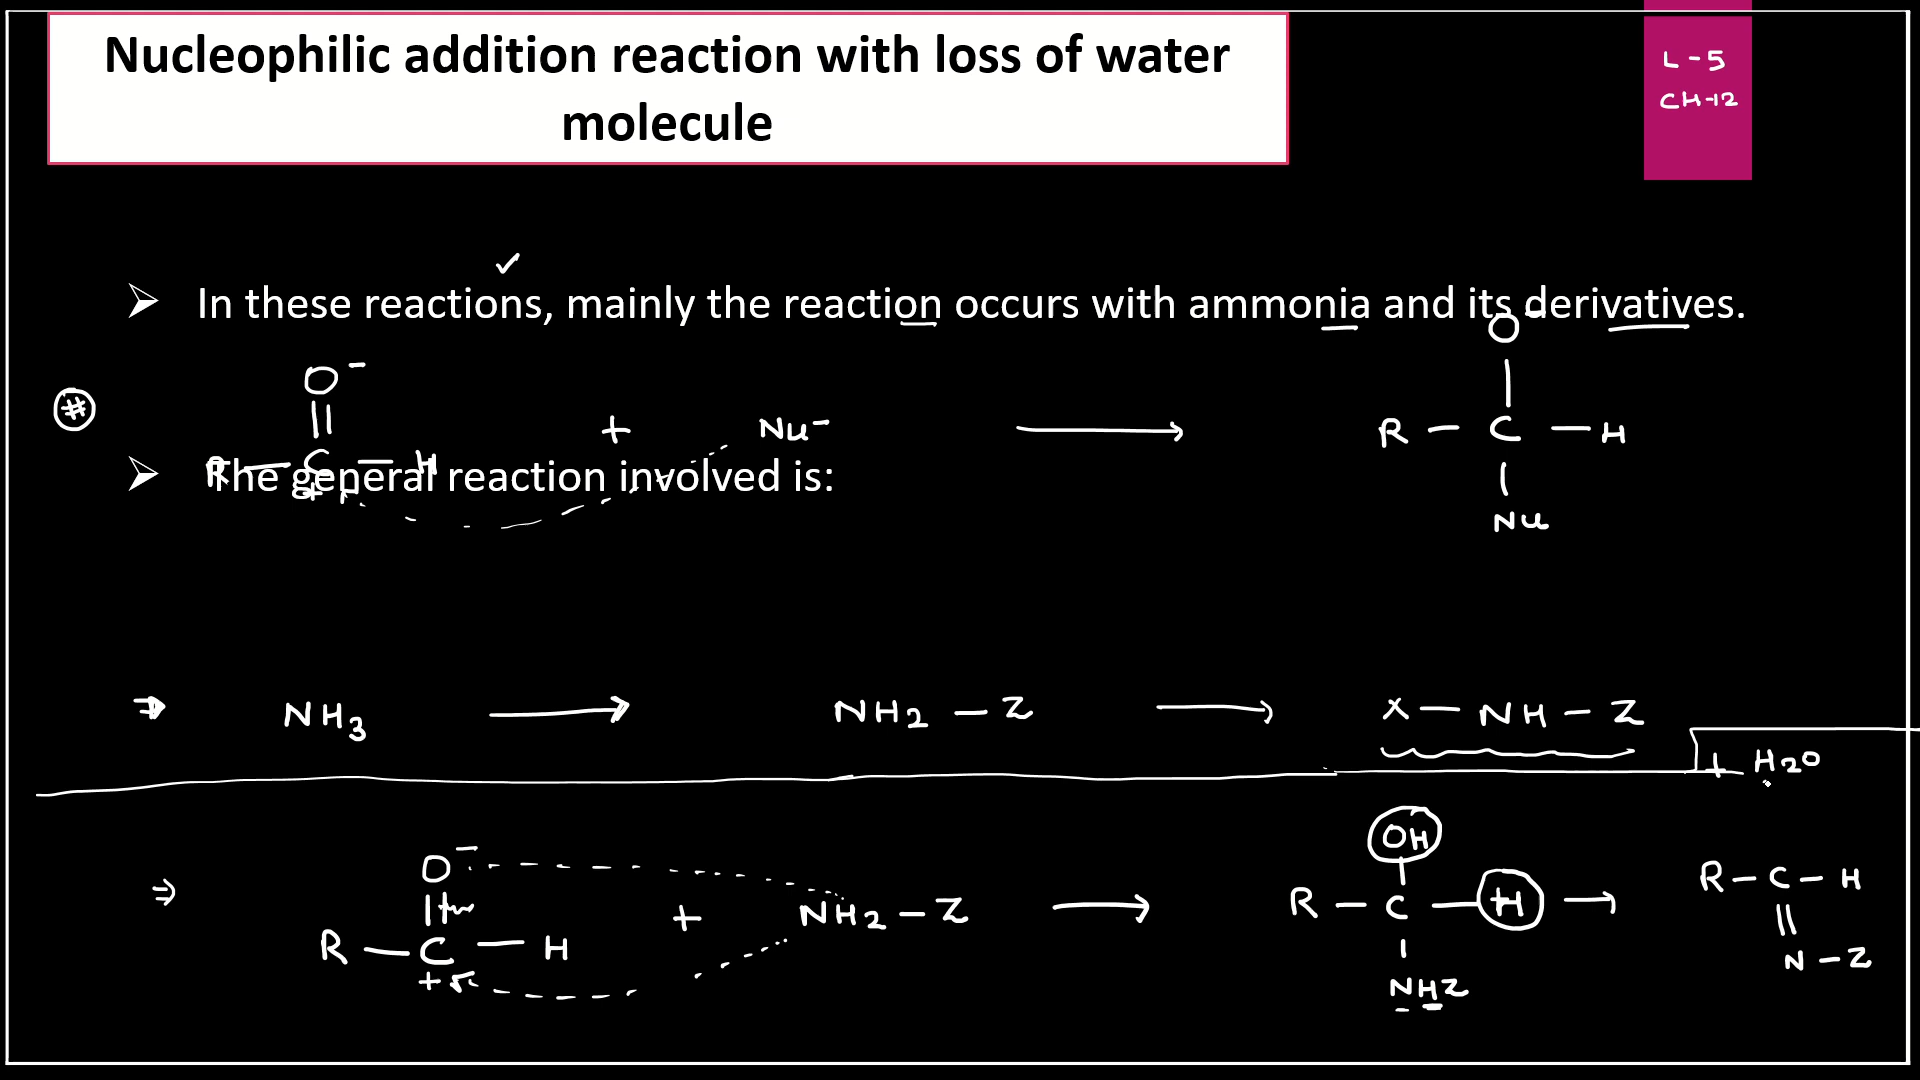 Nucleophilic addition reaction with loss of water
molecule
L - 5
CH-12
✓
➢ In these reactions, mainly the reaction occurs with ammonia and its derivatives.
#
O⁻
||
R — C — H
+
+ Nu⁻ ⟶
O⁻
|
R — C — H
|
Nu
➢ The general reaction involved is:
⇒ NH3 ⟶ NH2 — Z ⟶ X — NH — Z
+ H2O
⇒
O⁻
||
R — C — H
+
+ NH2 — Z ⟶
OH
|
R — C — H →
|
NHZ
R — C — H
||
N — Z